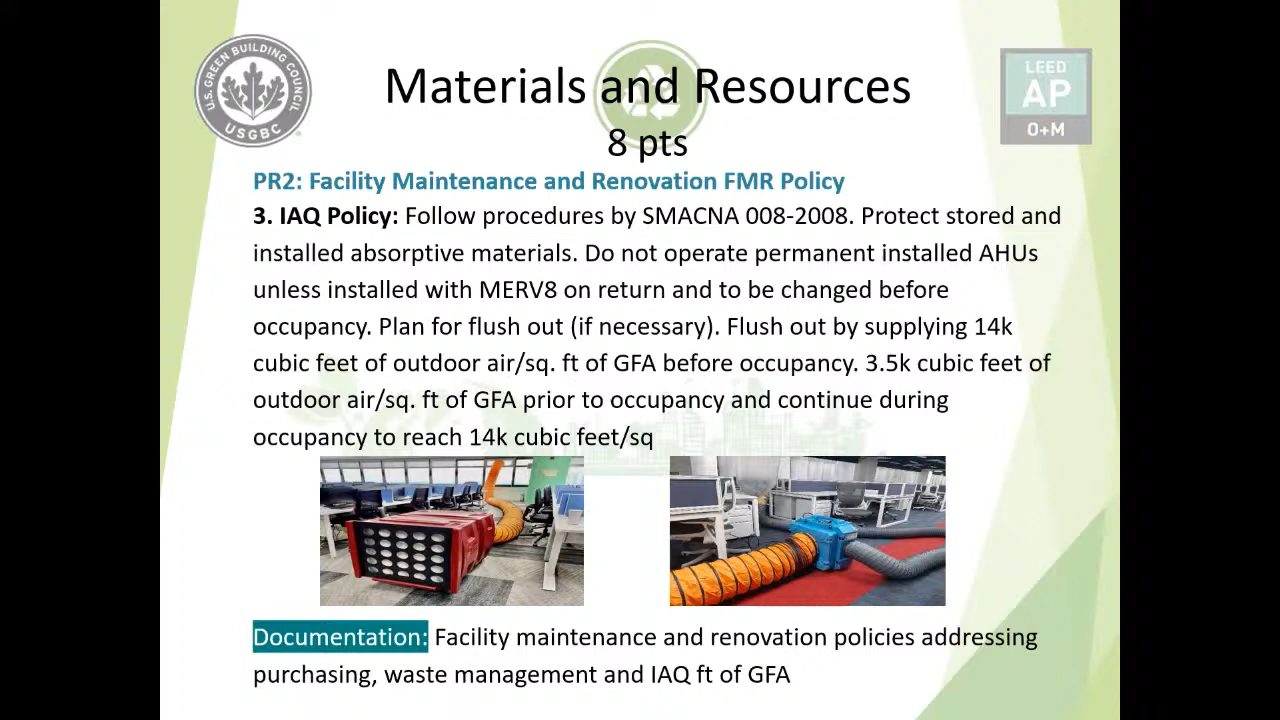 U.S. GREEN BUILDING COUNCIL
USGBC
LEED
AP
O+M
Materials and Resources
8 pts
PR2: Facility Maintenance and Renovation FMR Policy
3. IAQ Policy: Follow procedures by SMACNA 008-2008. Protect stored and
installed absorptive materials. Do not operate permanent installed AHUs
unless installed with MERV8 on return and to be changed before
occupancy. Plan for flush out (if necessary). Flush out by supplying 14k
cubic feet of outdoor air/sq. ft of GFA before occupancy. 3.5k cubic feet of
outdoor air/sq. ft of GFA prior to occupancy and continue during
occupancy to reach 14k cubic feet/sq
Documentation: Facility maintenance and renovation policies addressing
purchasing, waste management and IAQ ft of GFA